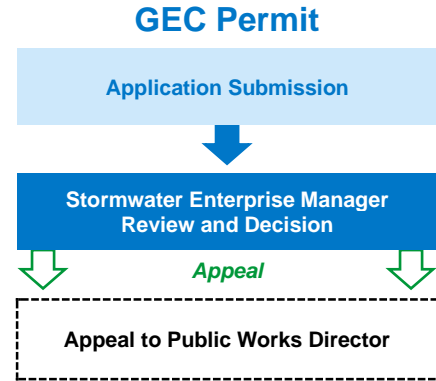 GEC Permit
Application Submission
Stormwater Enterprise Manager
Review and Decision
Appeal
Appeal to Public Works Director